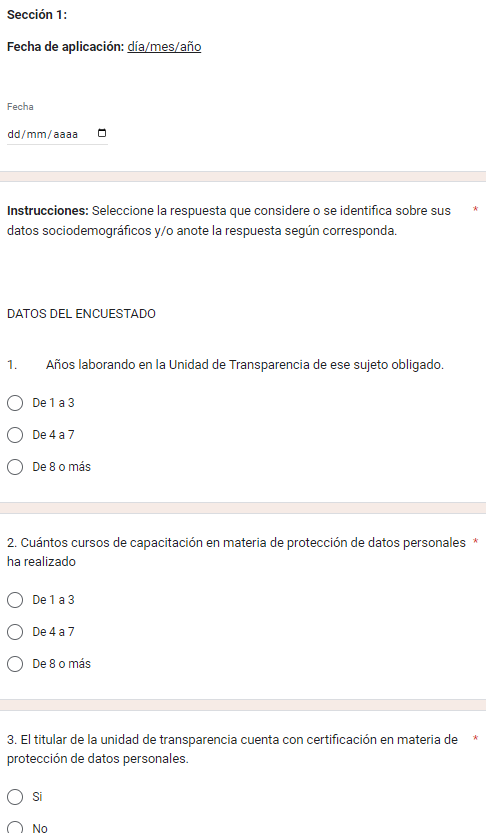 Sección 1:
Fecha de aplicación: día/mes/año
Fecha
dd/mm/aaaa
Instrucciones: Seleccione la respuesta que considere o se identifica sobre sus *
datos sociodemográficos y/o anote la respuesta según corresponda.
DATOS DEL ENCUESTADO
1. Años laborando en la Unidad de Transparencia de ese sujeto obligado.
De 1 a 3
De 4 a 7
De 8 o más
2. Cuántos cursos de capacitación en materia de protección de datos personales *
ha realizado
De 1 a 3
De 4 a 7
De 8 o más
3. El titular de la unidad de transparencia cuenta con certificación en materia de *
protección de datos personales.
Si
No